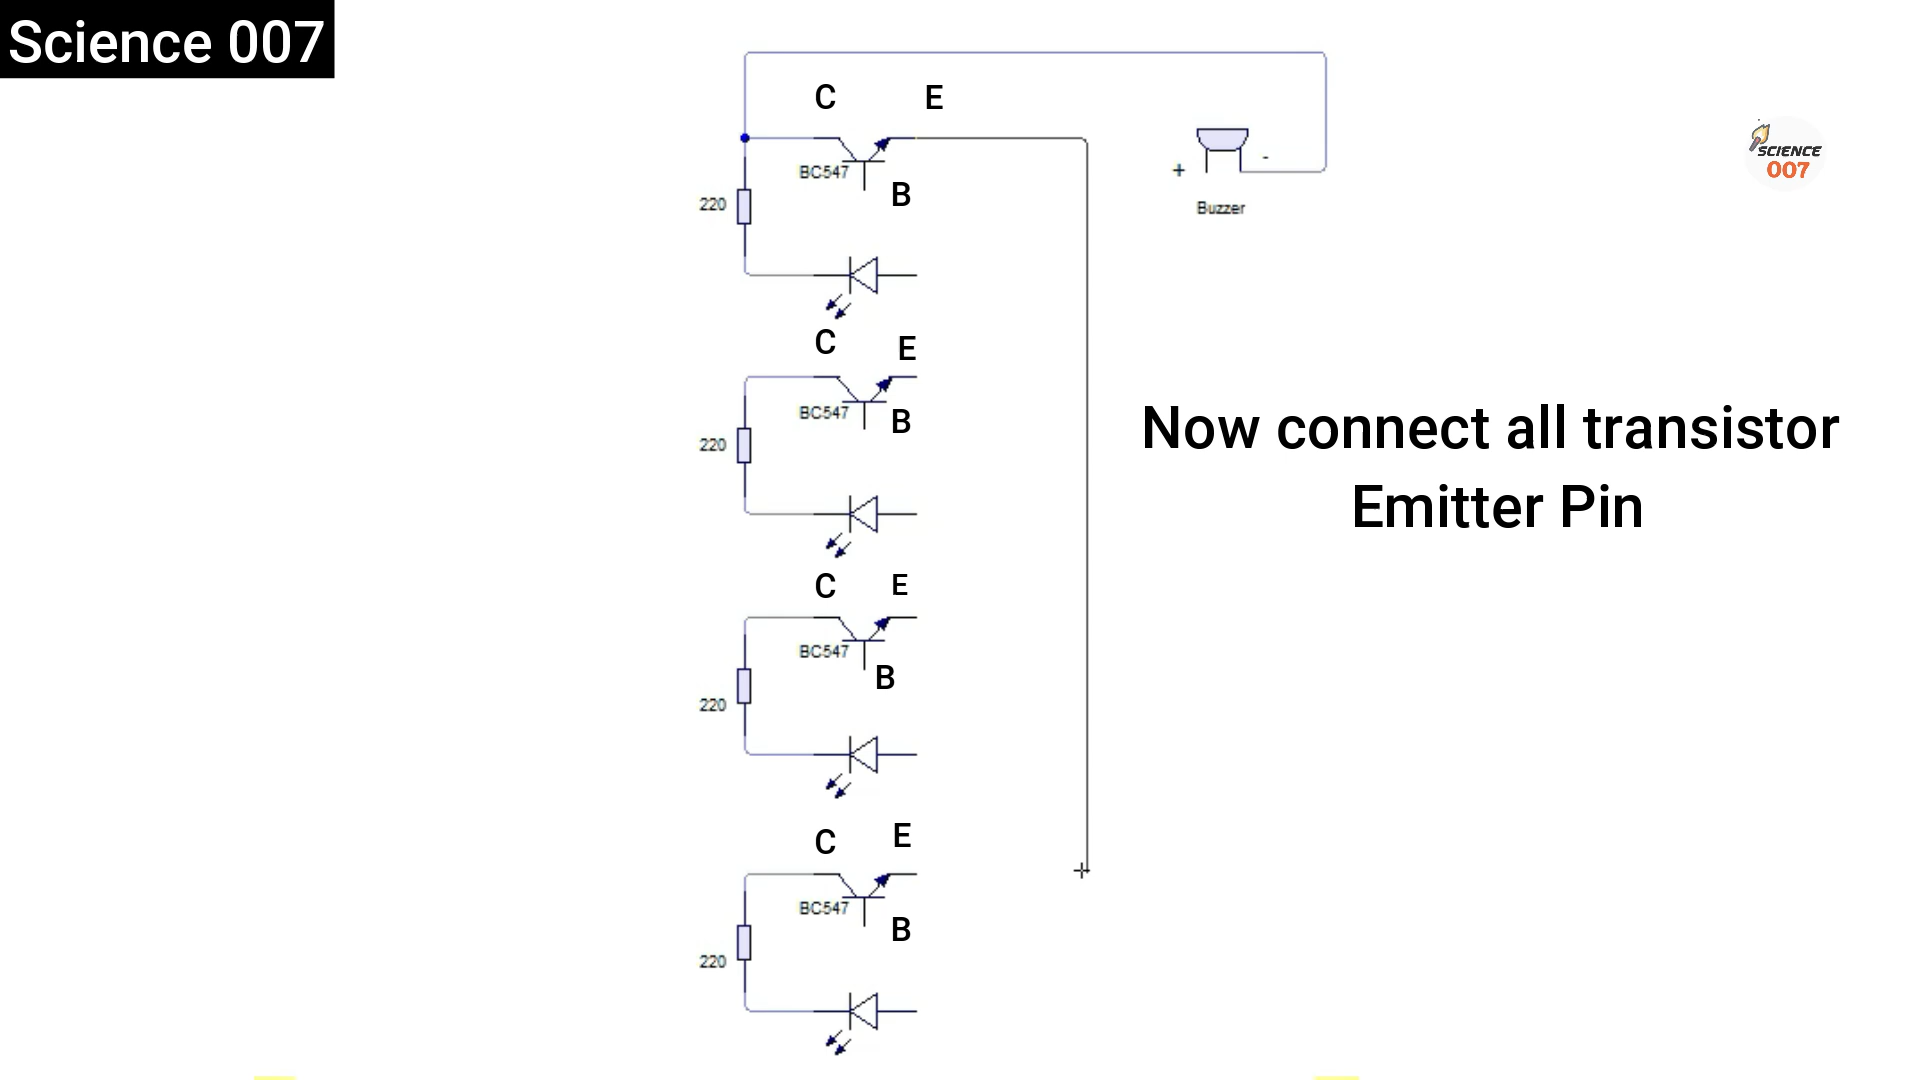 Science 007
C E
BC547
B
220
+ -
Buzzer
SCIENCE
007
C E
BC547
B
220
Now connect all transistor
Emitter Pin
C E
BC547
B
220
C E
BC547
B
220